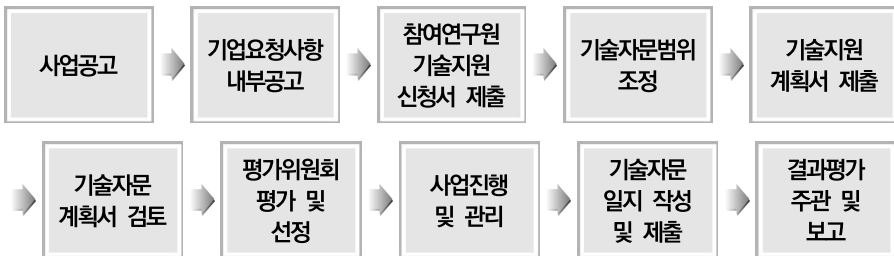 사업공고
기업요청사항
내부공고
참여연구원
기술지원
신청서 제출
기술자문범위
조정
기술지원
계획서 제출
기술자문
계획서 검토
평가위원회
평가 및
선정
사업진행
및 관리
기술자문
일지 작성
및 제출
결과평가
주관 및
보고